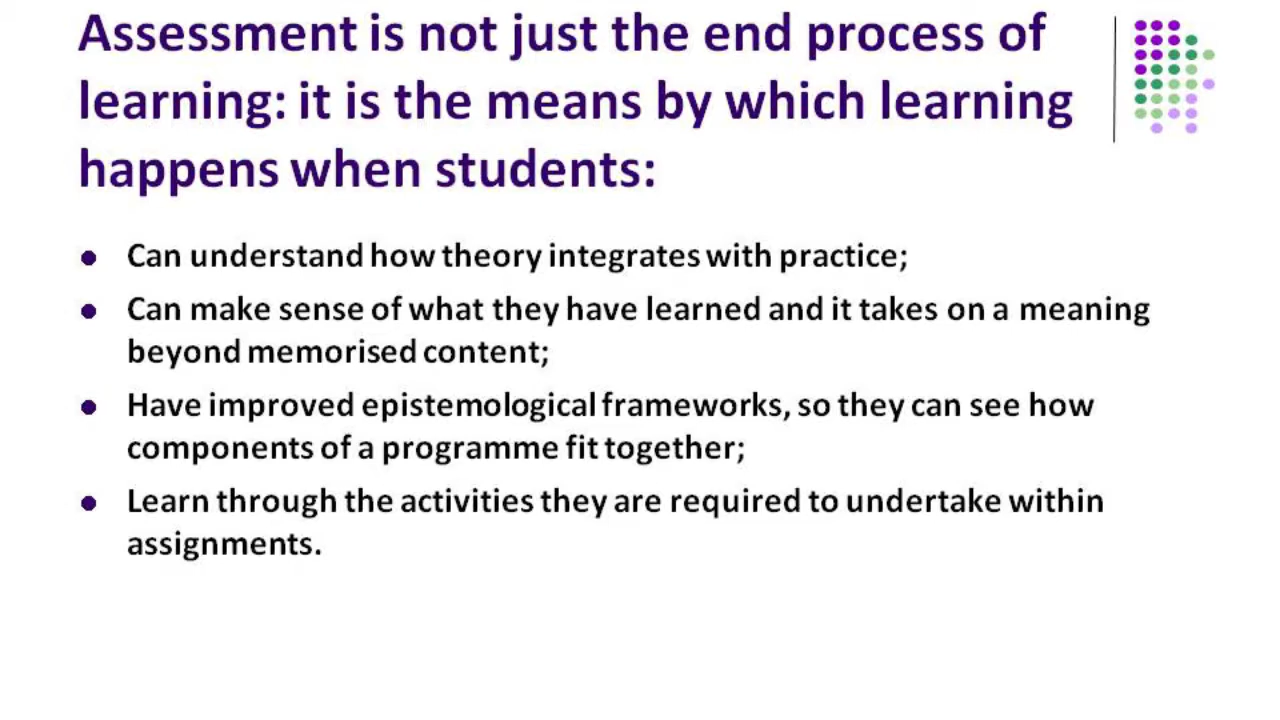 Assessment is not just the end process of
learning: it is the means by which learning
happens when students:
Can understand how theory integrates with practice;
Can make sense of what they have learned and it takes on a meaning
beyond memorised content;
Have improved epistemological frameworks, so they can see how
components of a programme fit together;
Learn through the activities they are required to undertake within
assignments.